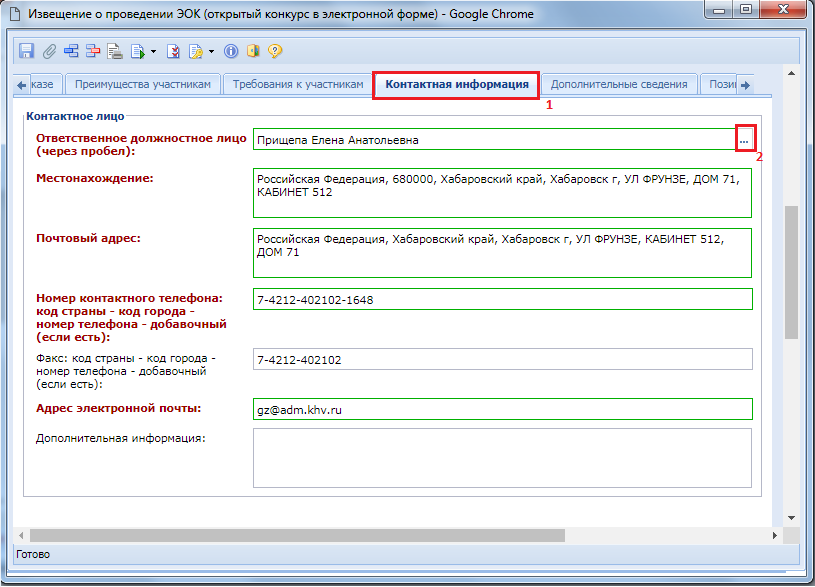 Извещение о проведении ЭОК (открытый конкурс в электронной форме) - Google Chrome
казе
Преимущества участникам
Требования к участникам
Контактная информация
Дополнительные сведения
Пози
1
Контактное лицо
Ответственное должностное лицо
(через пробел):
Прищепа Елена Анатольевна
...
2
Местонахождение:
Российская Федерация, 680000, Хабаровский край, Хабаровск г, УЛ ФРУНЗЕ, ДОМ 71,
КАБИНЕТ 512
Почтовый адрес:
Российская Федерация, Хабаровский край, Хабаровск г, УЛ ФРУНЗЕ, КАБИНЕТ 512,
ДОМ 71
Номер контактного телефона:
код страны - код города -
номер телефона - добавочный
(если есть):
7-4212-402102-1648
Факс: код страны - код города -
номер телефона - добавочный
(если есть):
7-4212-402102
Адрес электронной почты:
gz@adm.khv.ru
Дополнительная информация:
Готово